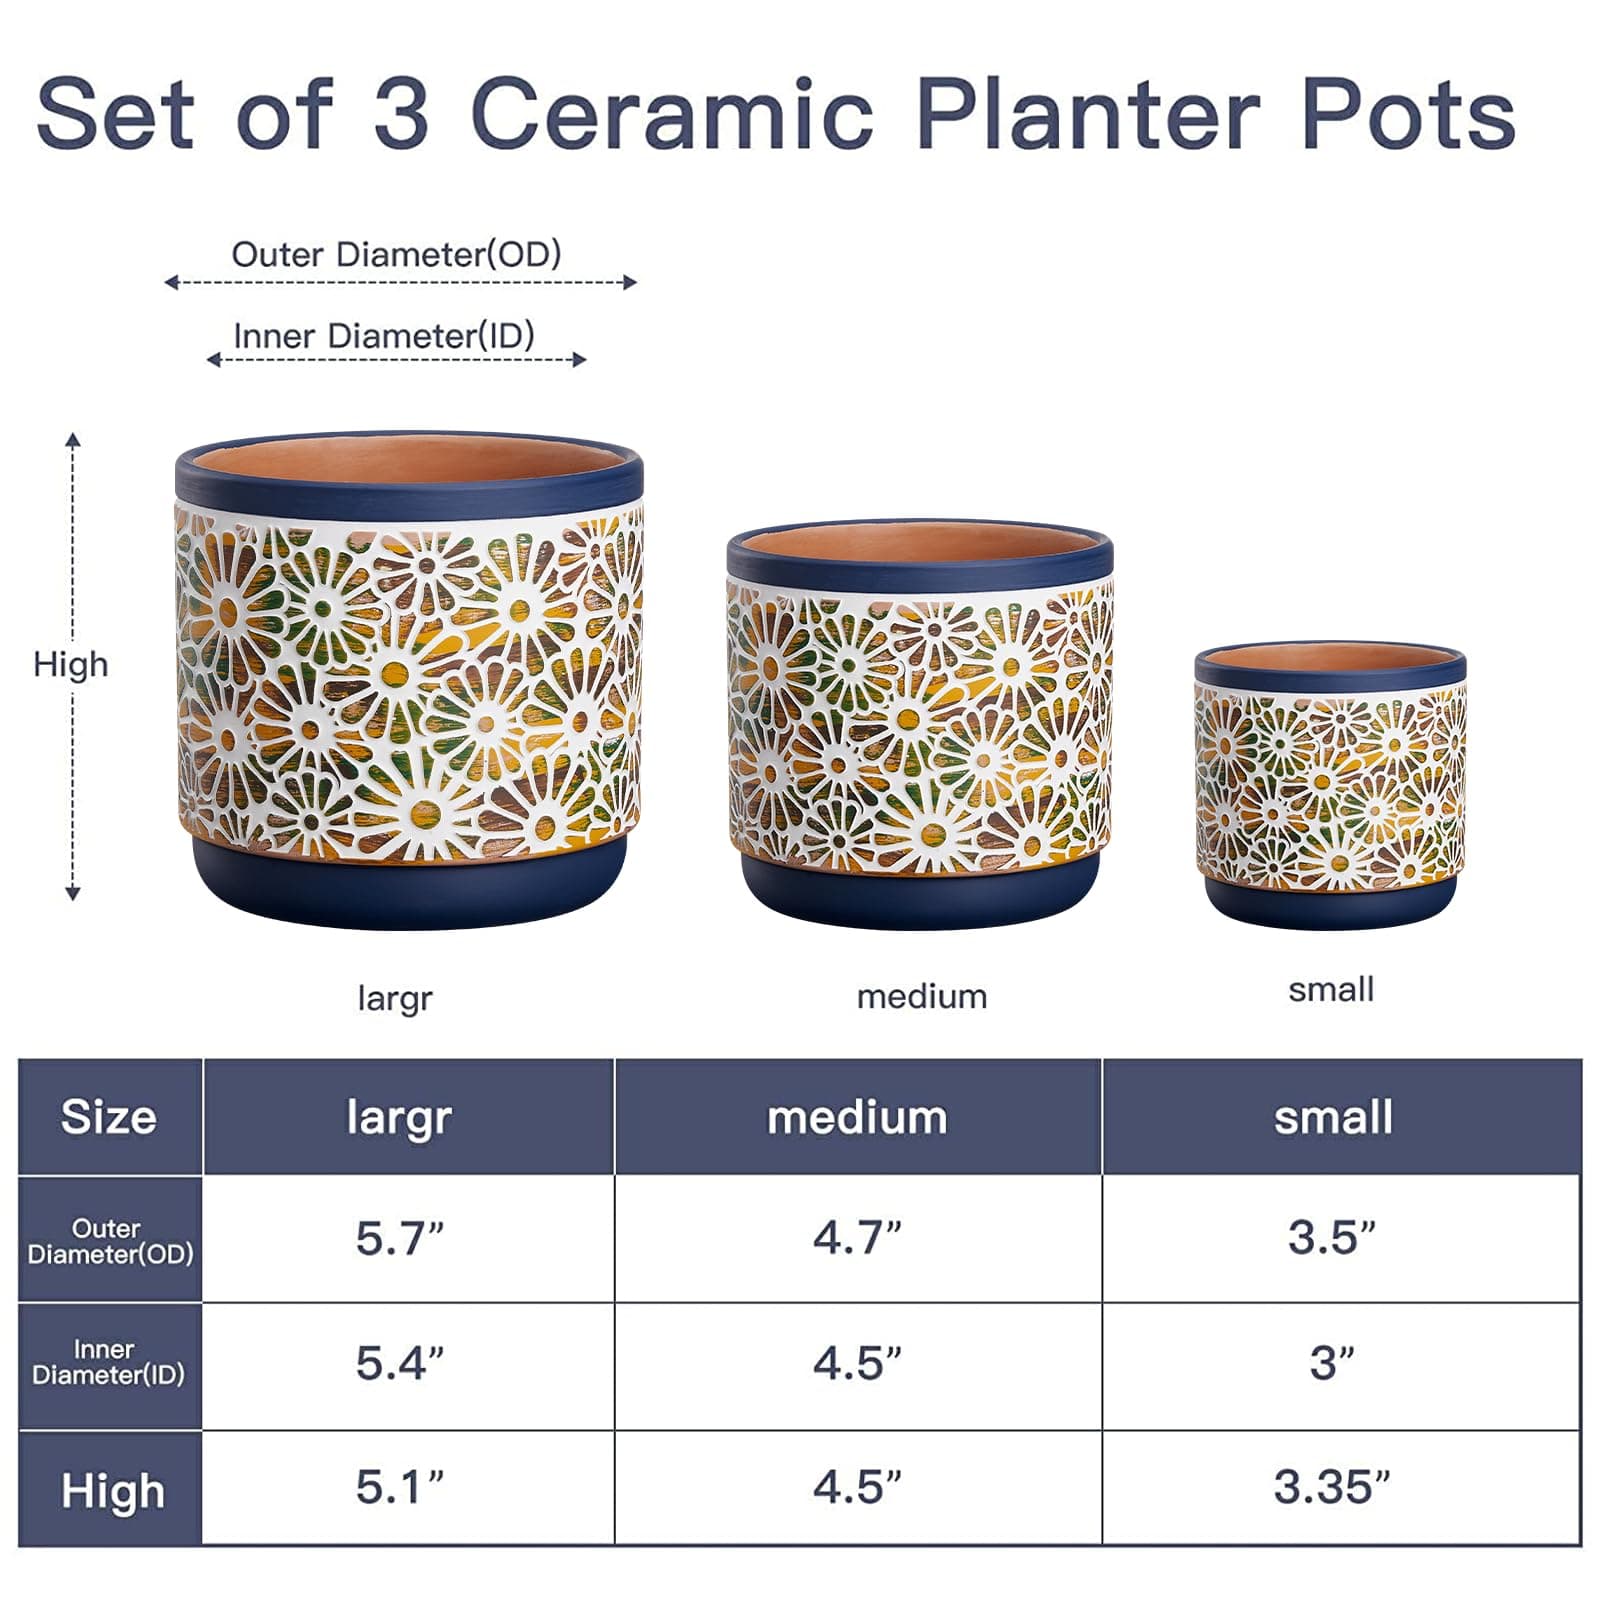 Set of 3 Ceramic Planter Pots
Outer Diameter(OD)
Inner Diameter(ID)
High
largr
medium
small
Size largr medium small
Outer
Diameter(OD) 5.7” 4.7” 3.5”
Inner
Diameter(ID) 5.4” 4.5” 3”
High 5.1” 4.5” 3.35”